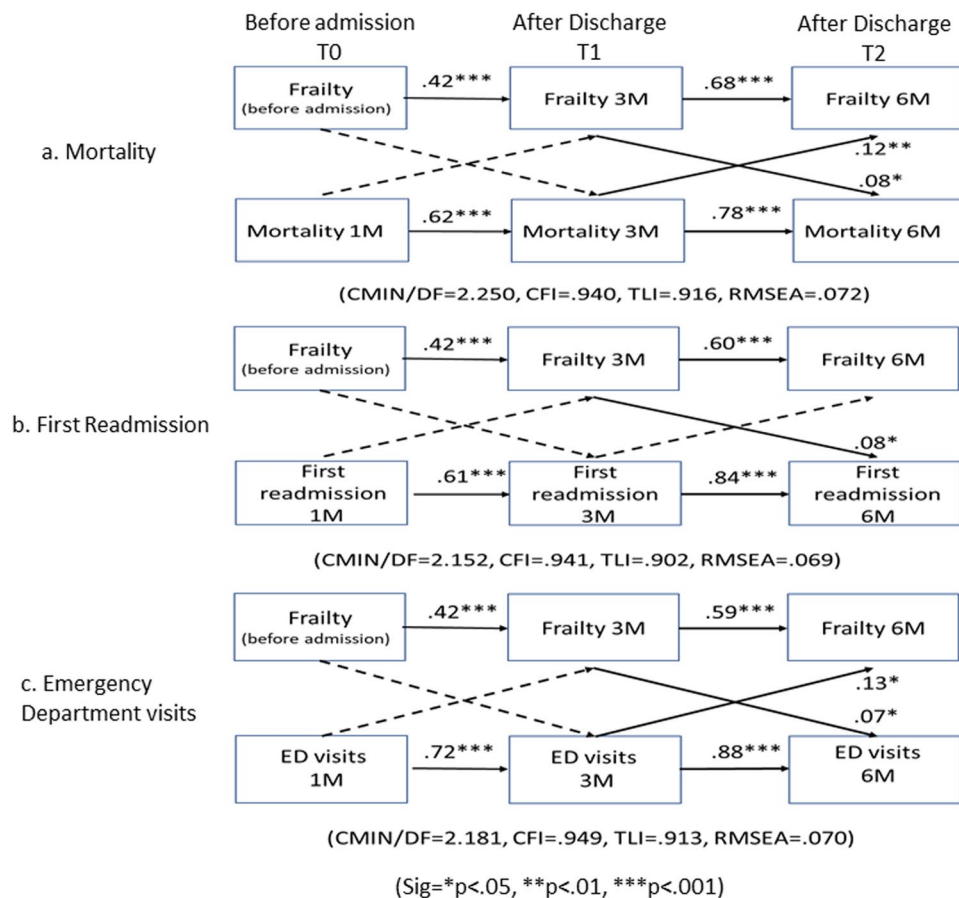 Before admission
T0
After Discharge
T1
After Discharge
T2
a. Mortality
Frailty
(before admission)
.42***
Frailty 3M
.68***
Frailty 6M
.12**
.08*
Mortality 1M
.62***
Mortality 3M
.78***
Mortality 6M
(CMIN/DF=2.250, CFI=.940, TLI=.916, RMSEA=.072)
b. First Readmission
Frailty
(before admission)
.42***
Frailty 3M
.60***
Frailty 6M
.08*
First
readmission
1M
.61***
First
readmission
3M
.84***
First
readmission
6M
(CMIN/DF=2.152, CFI=.941, TLI=.902, RMSEA=.069)
c. Emergency
Department visits
Frailty
(before admission)
.42***
Frailty 3M
.59***
Frailty 6M
.13*
.07*
ED visits
1M
.72***
ED visits
3M
.88***
ED visits
6M
(CMIN/DF=2.181, CFI=.949, TLI=.913, RMSEA=.070)
(Sig=*p<.05, **p<.01, ***p<.001)